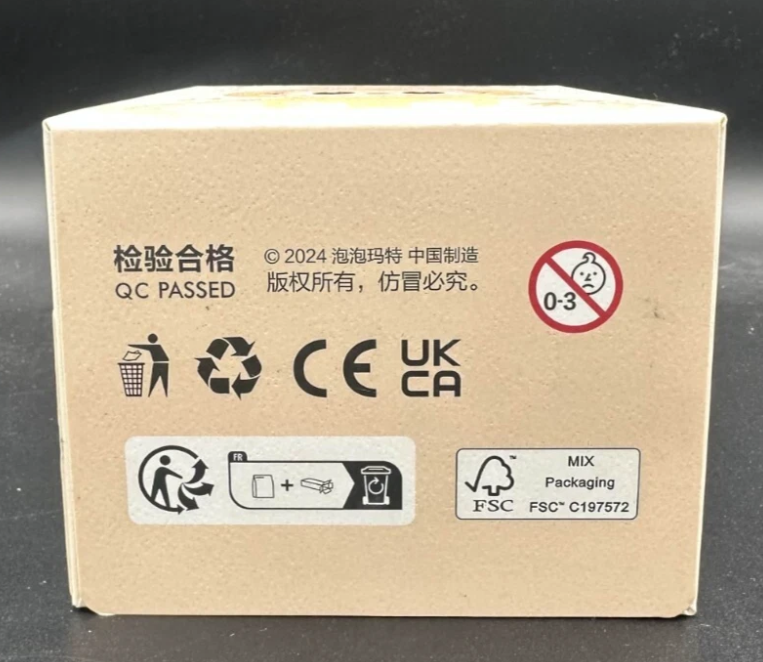 检验合格
QC PASSED
© 2024 泡泡玛特 中国制造
版权所有，仿冒必究。
0-3
CE
UK
CA
FR
+
FSC™
MIX
Packaging
FSC™ C197572